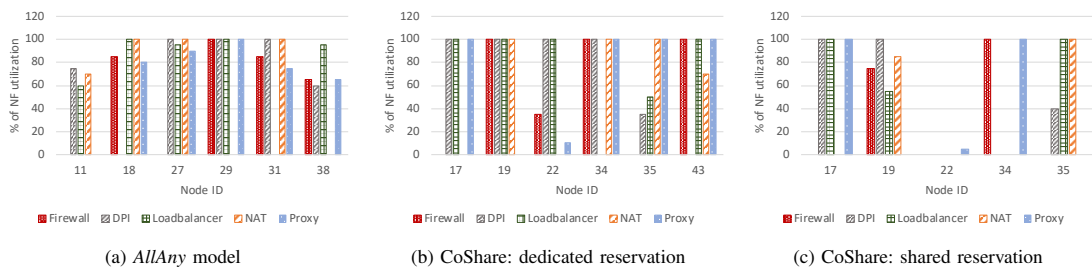 120
100
80
60
40
20
0
% of NF utilization
11 18 27 29 31 38
Node ID
Firewall DPI Loadbalancer NAT Proxy
(a) AllAny model
120
100
80
60
40
20
0
% of NF utilization
17 19 22 34 35 43
Node ID
Firewall DPI Loadbalancer NAT Proxy
(b) CoShare: dedicated reservation
120
100
80
60
40
20
0
% of NF utilization
17 19 22 34 35
Node ID
Firewall DPI Loadbalancer NAT Proxy
(c) CoShare: shared reservation